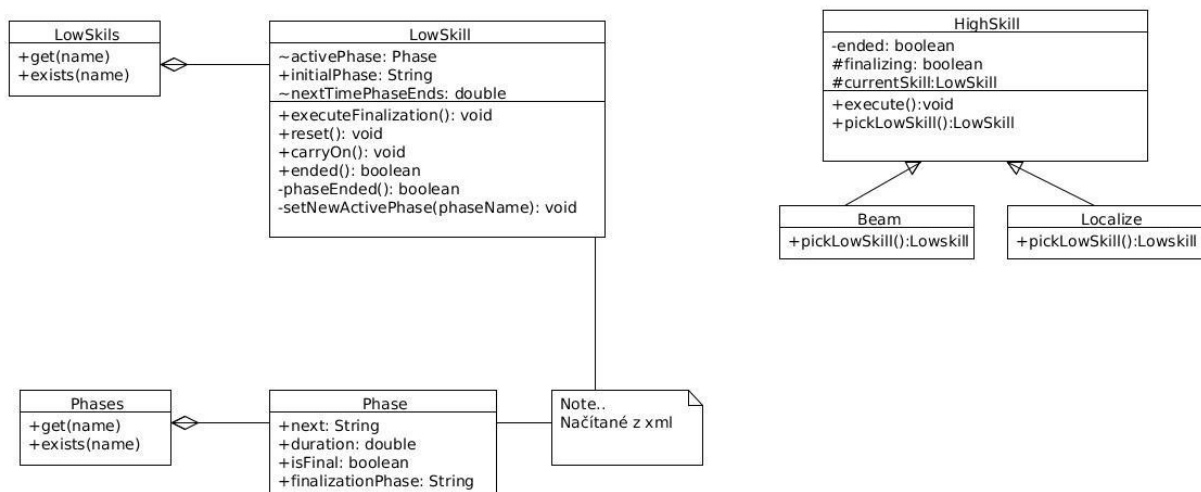 LowSkils
+get(name)
+exists(name)
LowSkill
~activePhase: Phase
+initialPhase: String
~nextTimePhaseEnds: double
+executeFinalization(): void
+reset(): void
+carryOn(): void
+ended(): boolean
-phaseEnded(): boolean
-setNewActivePhase(phaseName): void
HighSkill
-ended: boolean
#finalizing: boolean
#currentSkill:LowSkill
+execute():void
+pickLowSkill():LowSkill
Beam
+pickLowSkill():Lowskill
Localize
+pickLowSkill():Lowskill
Phases
+get(name)
+exists(name)
Phase
+next: String
+duration: double
+isFinal: boolean
+finalizationPhase: String
Note..
Načítané z xml